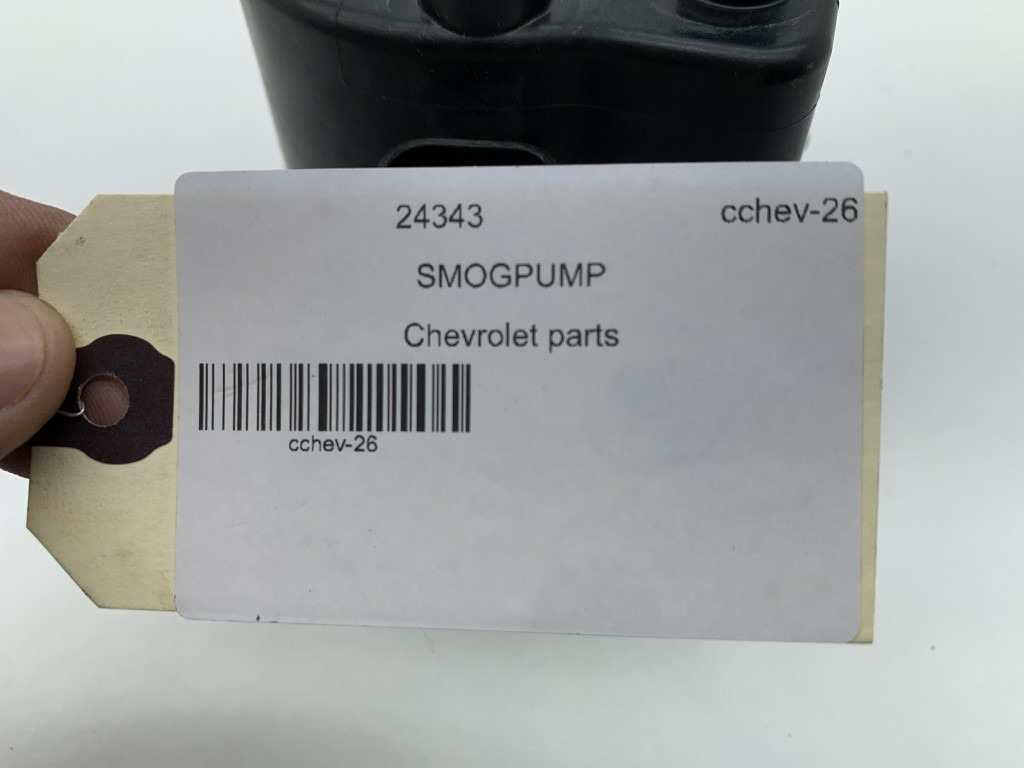 24343 cchev-26
SMOGPUMP
Chevrolet parts
cchev-26